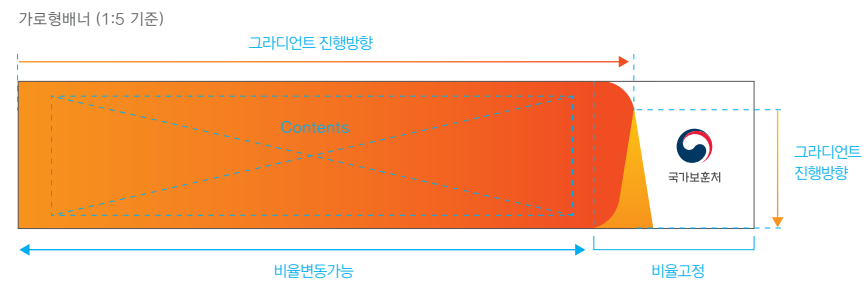 가로형배너 (1:5 기준)
그라디언트 진행방향
Contents
국가보훈처
그라디언트
진행방향
비율변동가능
비율고정